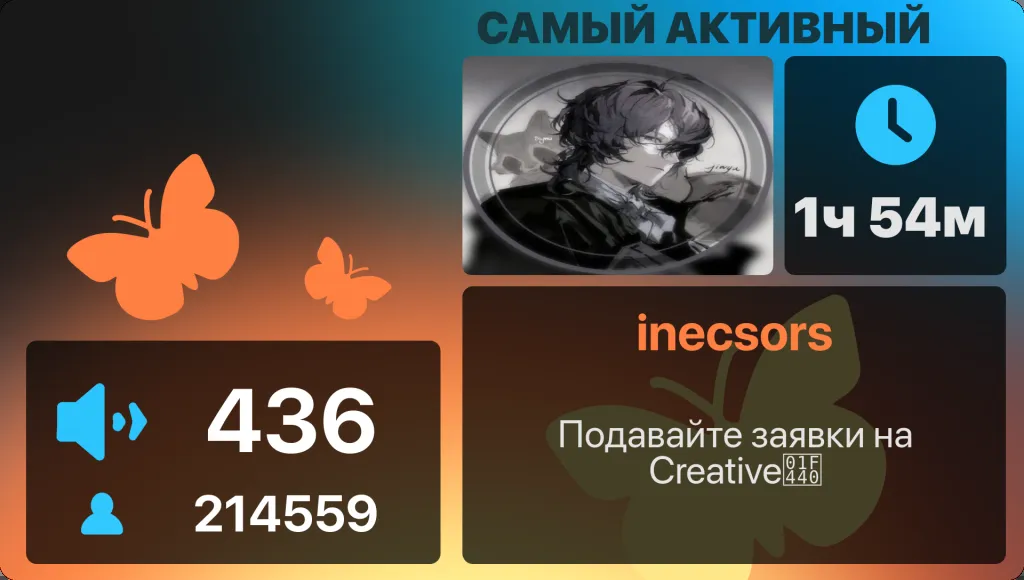 САМЫЙ АКТИВНЫЙ
1ч 54м
inecsors
Подавайте заявки на
Creative
436
214559